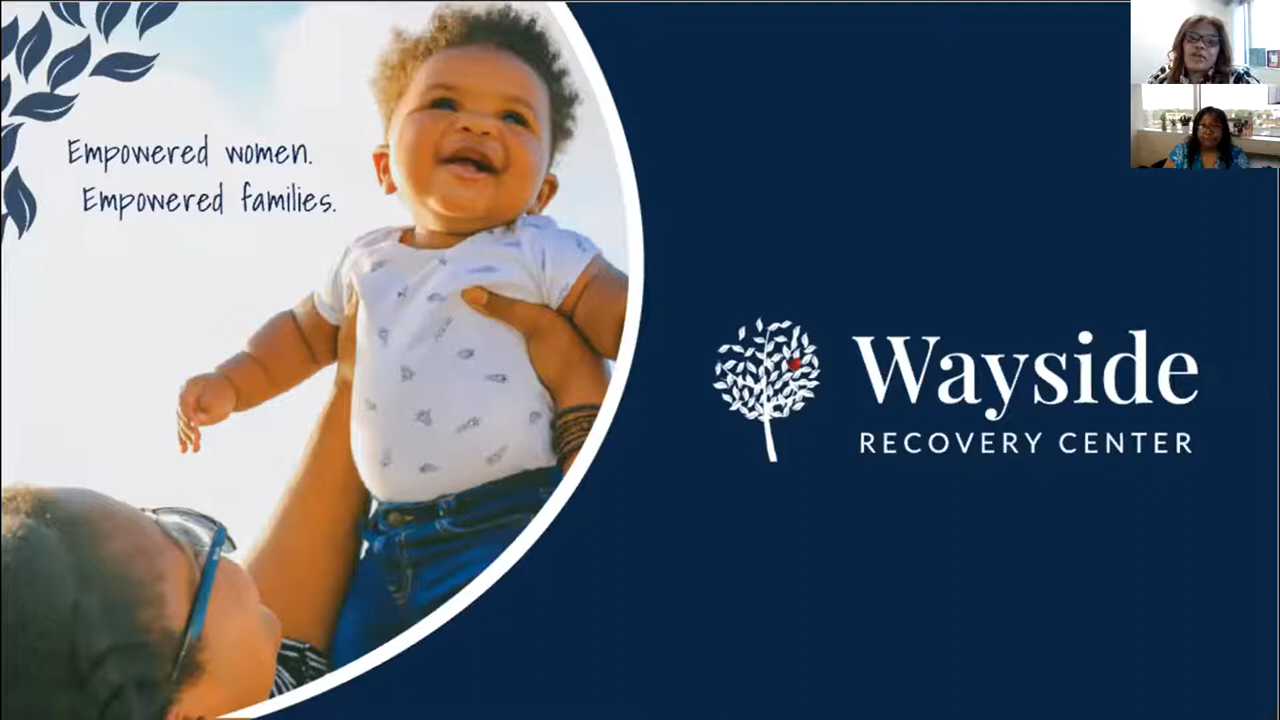 Empowered women.
Empowered families.
Wayside
RECOVERY CENTER